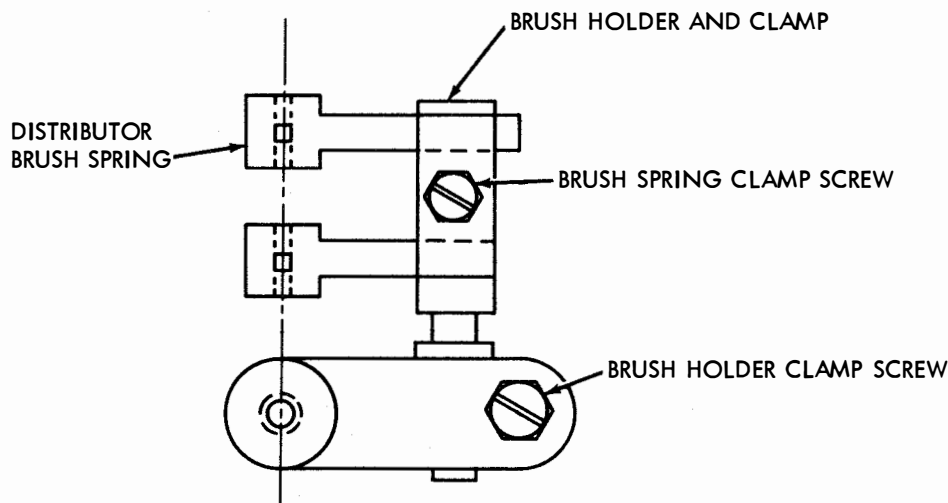 BRUSH HOLDER AND CLAMP
DISTRIBUTOR
BRUSH SPRING
BRUSH SPRING CLAMP SCREW
BRUSH HOLDER CLAMP SCREW